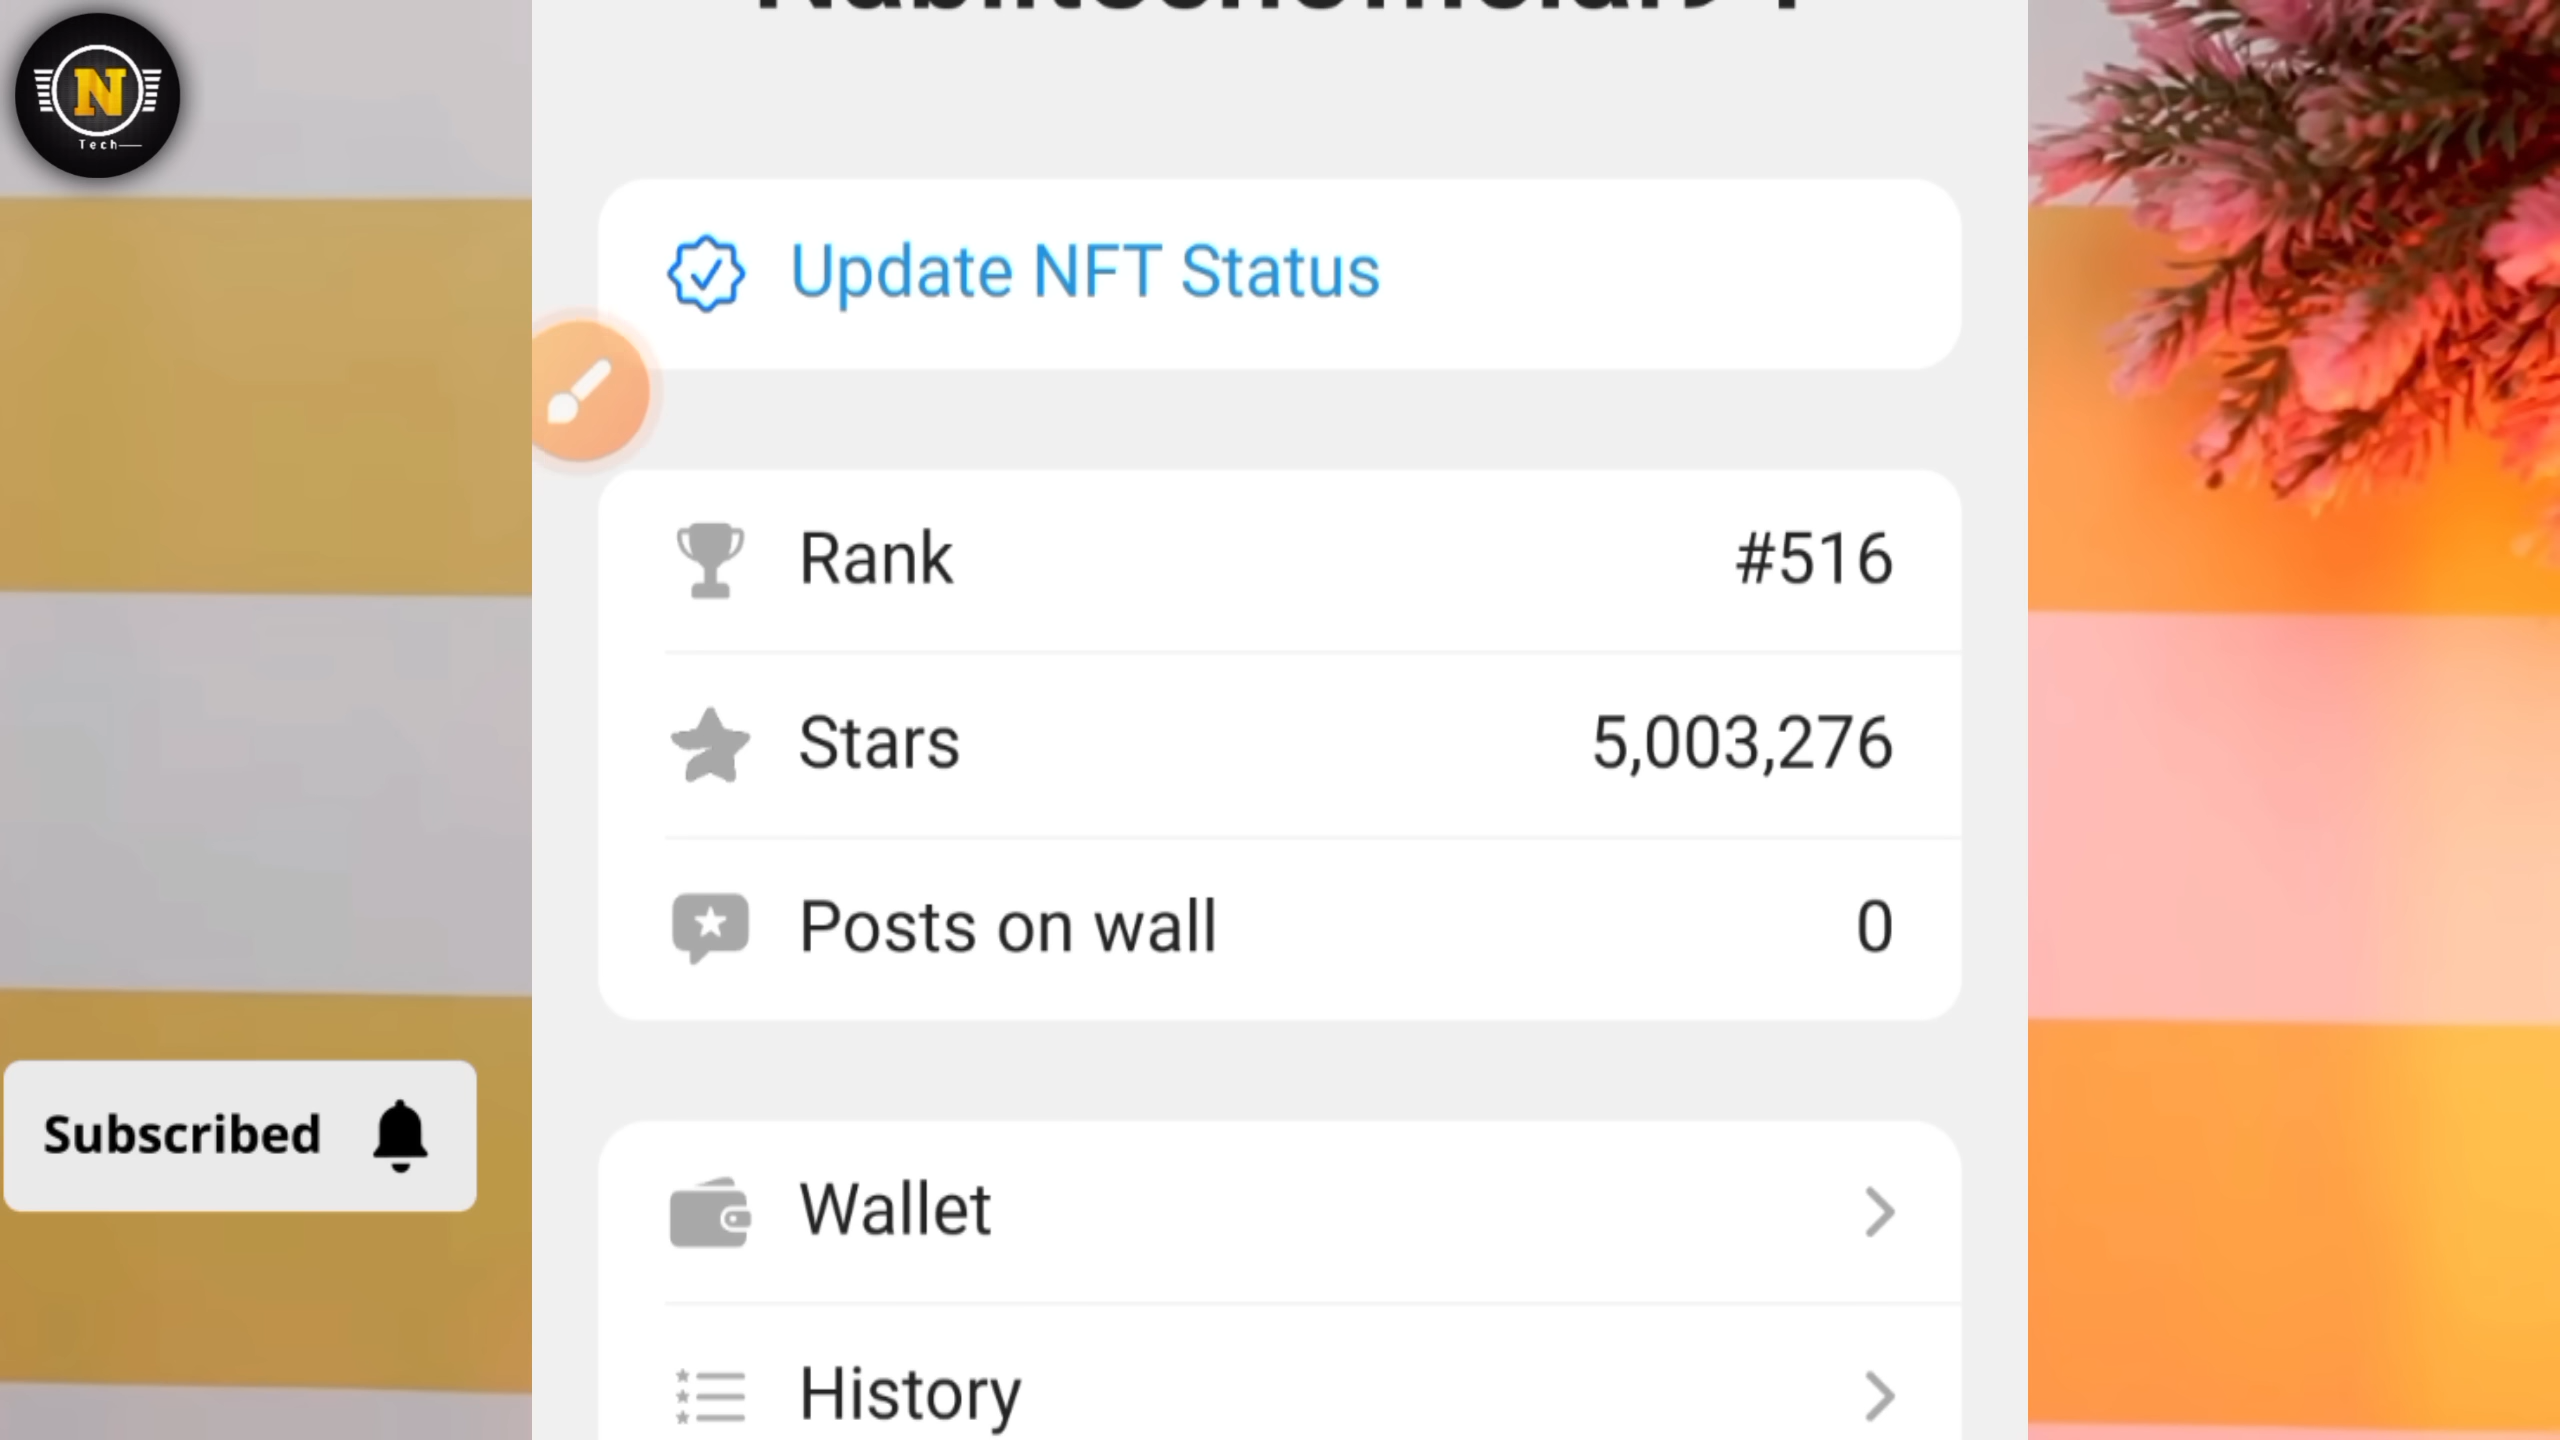 N
Tech
Update NFT Status
Rank #516
Stars 5,003,276
Posts on wall 0
Subscribed
Wallet
History